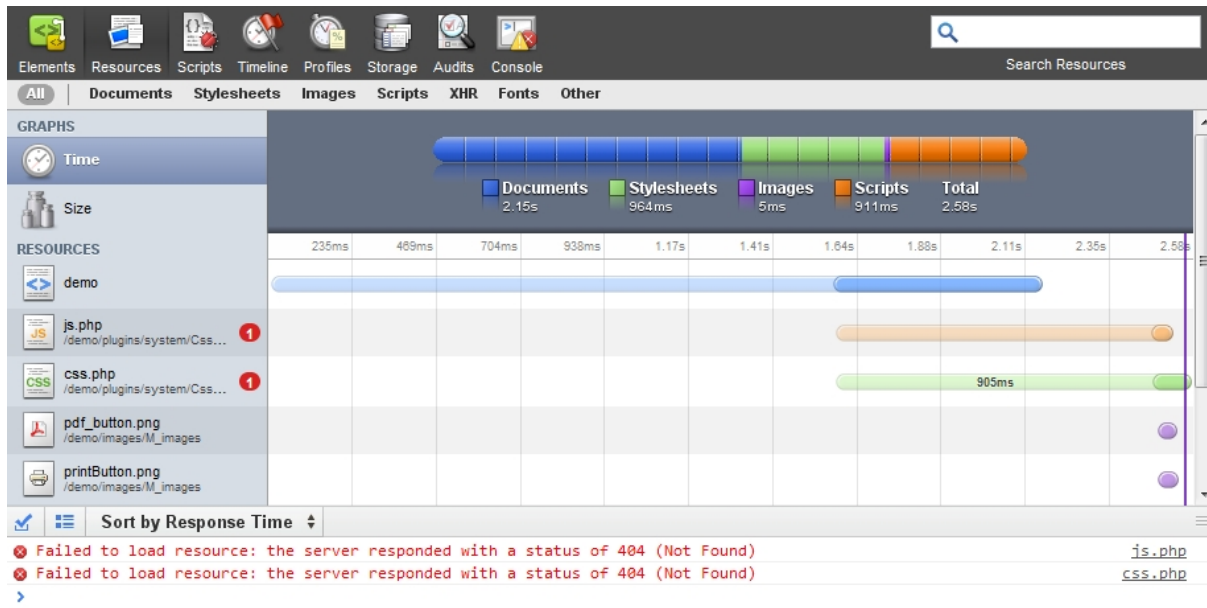 Elements Resources Scripts Timeline Profiles Storage Audits Console
Search Resources
All Documents Stylesheets Images Scripts XHR Fonts Other
GRAPHS
Time
Documents Stylesheets Images Scripts Total
2.15s 964ms 5ms 911ms 2.58s
Size
RESOURCES
235ms 469ms 704ms 938ms 1.17s 1.41s 1.64s 1.88s 2.11s 2.35s 2.58s
demo
JS
js.php
/demo/plugins/system/Css...
1
CSS
css.php
/demo/plugins/system/Css...
1
905ms
pdf_button.png
/demo/images/M_images
printButton.png
/demo/images/M_images
Sort by Response Time
Failed to load resource: the server responded with a status of 404 (Not Found) js.php
Failed to load resource: the server responded with a status of 404 (Not Found) css.php
>